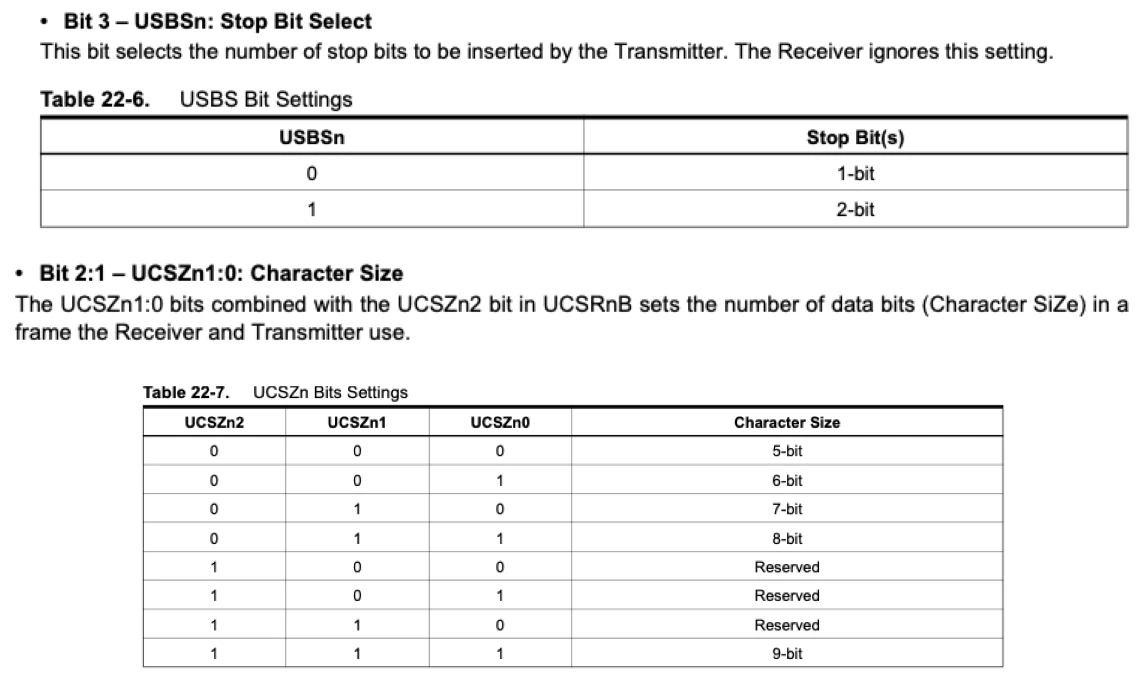 • Bit 3 – USBSn: Stop Bit Select
This bit selects the number of stop bits to be inserted by the Transmitter. The Receiver ignores this setting.
Table 22-6. USBS Bit Settings
USBSn Stop Bit(s)
0 1-bit
1 2-bit
• Bit 2:1 – UCSZn1:0: Character Size
The UCSZn1:0 bits combined with the UCSZn2 bit in UCSRnB sets the number of data bits (Character SiZe) in a
frame the Receiver and Transmitter use.
Table 22-7. UCSZn Bits Settings
UCSZn2 UCSZn1 UCSZn0 Character Size
0 0 0 5-bit
0 0 1 6-bit
0 1 0 7-bit
0 1 1 8-bit
1 0 0 Reserved
1 0 1 Reserved
1 1 0 Reserved
1 1 1 9-bit